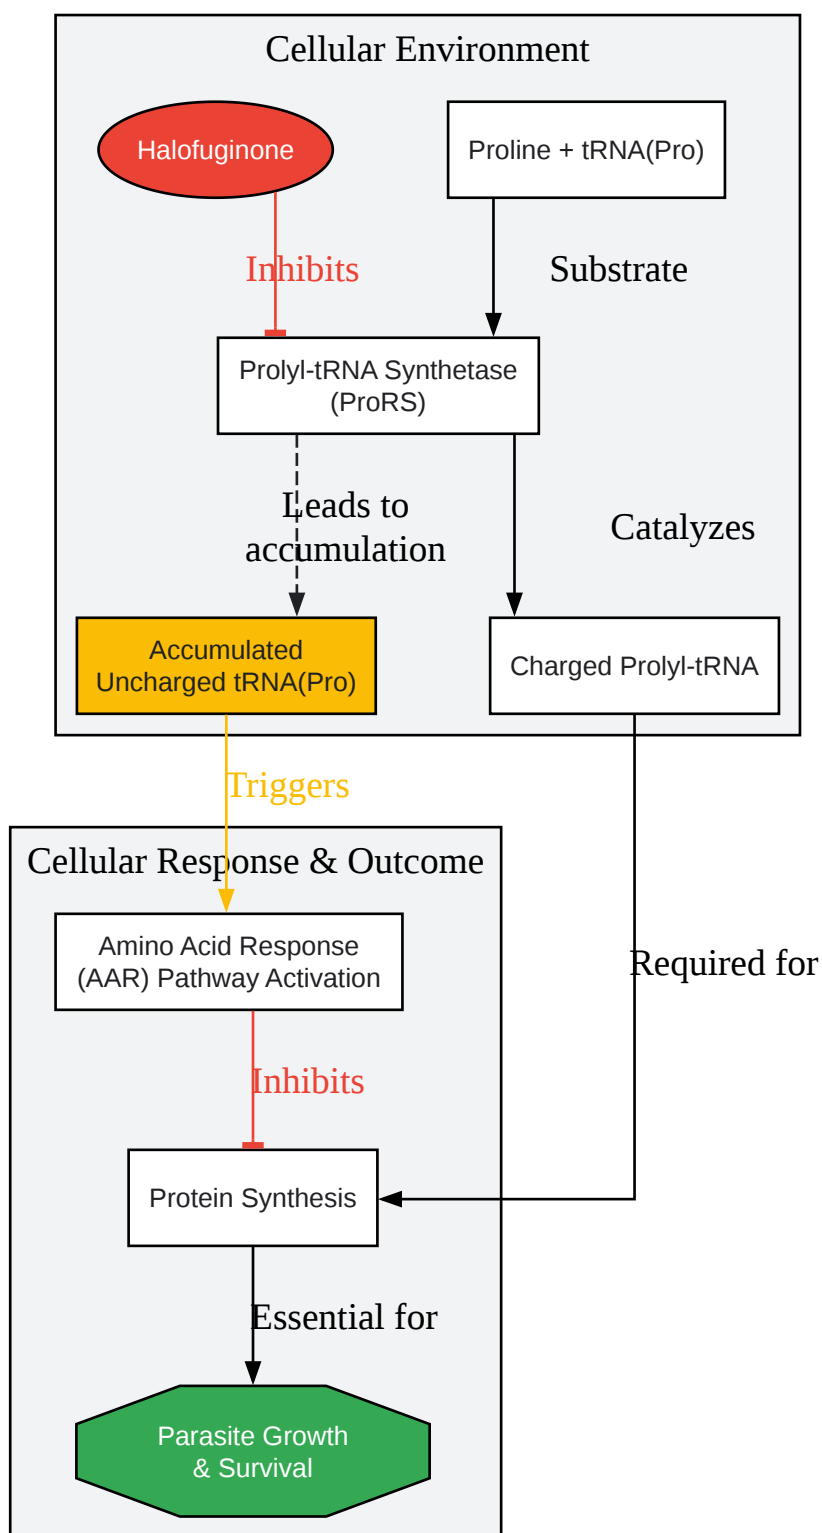 Cellular Environment
Halofuginone
Proline + tRNA(Pro)
Inhibits
Substrate
Prolyl-tRNA Synthetase
(ProRS)
Leads to
accumulation
Catalyzes
Accumulated
Uncharged tRNA(Pro)
Charged Prolyl-tRNA
Triggers
Cellular Response & Outcome
Amino Acid Response
(AAR) Pathway Activation
Required for
Inhibits
Protein Synthesis
Essential for
Parasite Growth
& Survival